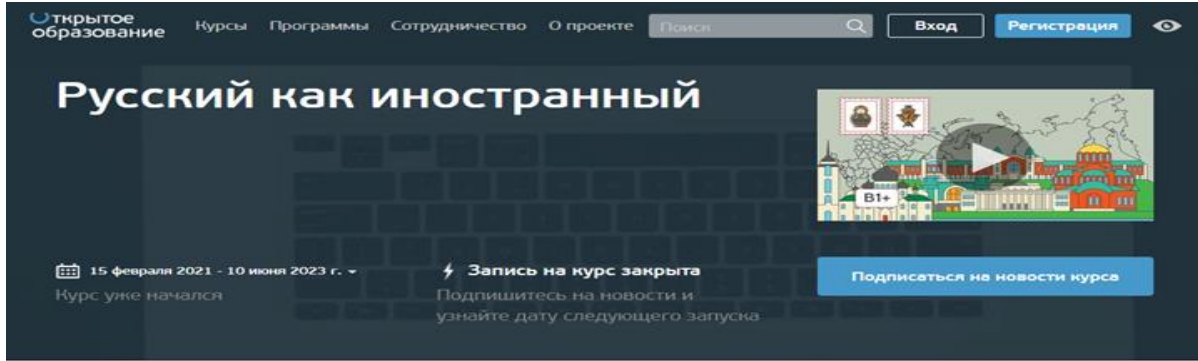 Открытое
образование
Курсы Программы Сотрудничество О проекте Поиск Вход Регистрация
Русский как иностранный
B1+
15 февраля 2021 - 10 июня 2023 г.
Курс уже начался
Запись на курс закрыта
Подпишитесь на новости и
узнайте дату следующего запуска
Подписаться на новости курса